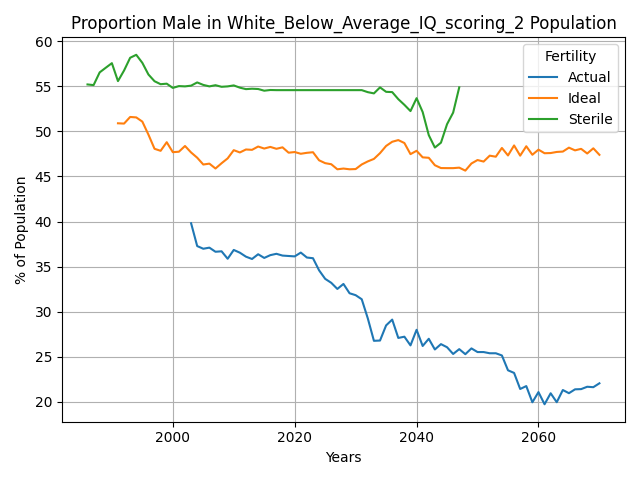 Proportion Male in White_Below_Average_IQ_scoring_2 Population
Fertility
Actual
Ideal
Sterile
% of Population
60
55
50
45
40
35
30
25
20
2000
2020
2040
2060
Years